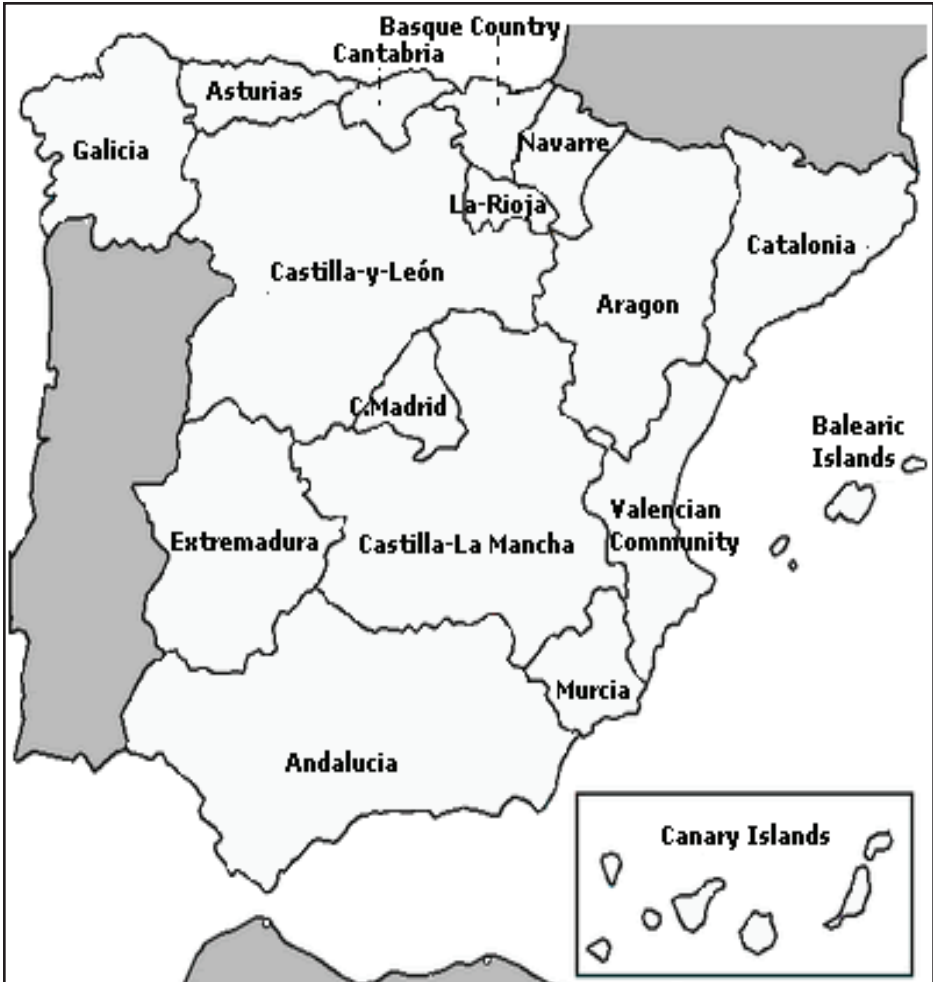 Basque Country
Cantabria
Asturias
Galicia
Navarre
La-Rioja
Catalonia
Castilla-y-León
Aragon
C.Madrid
Balearic
Islands
Valencian
Community
Extremadura
Castilla-La Mancha
Murcia
Andalucia
Canary Islands